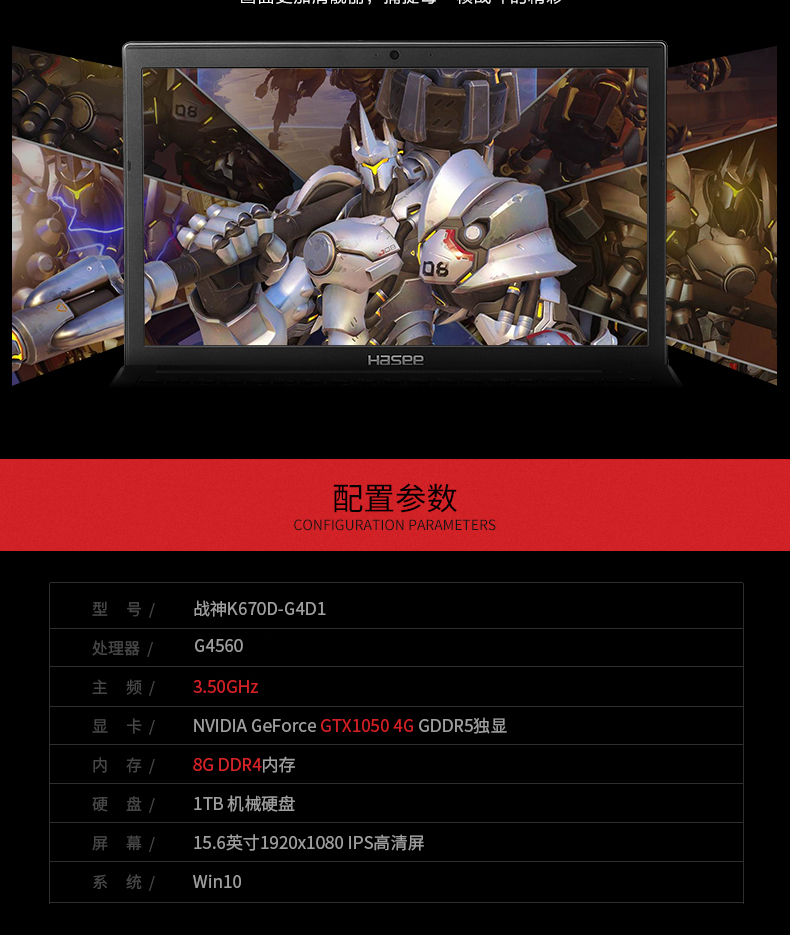 08
08
Hasee
配置参数
CONFIGURATION PARAMETERS
型 号 / 战神K670D-G4D1
处理器 / G4560
主 频 / 3.50GHz
显 卡 / NVIDIA GeForce GTX1050 4G GDDR5独显
内 存 / 8G DDR4内存
硬 盘 / 1TB 机械硬盘
屏 幕 / 15.6英寸1920x1080 IPS高清屏
系 统 / Win10